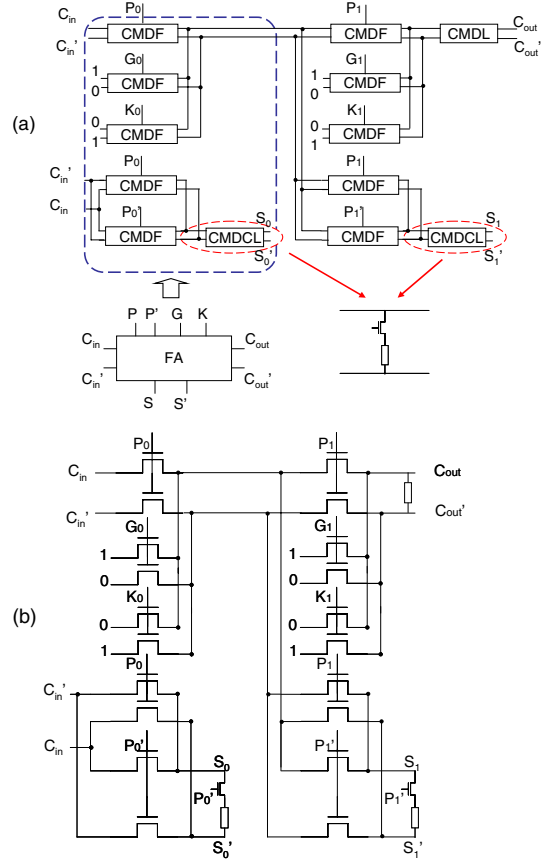 P0 P1
Cin CMDF CMDF CMDL Cout
Cin' Cout'
G0 G1
1 CMDF 1 CMDF
0 0
(a)
K0 K1
0 CMDF 0 CMDF
1 1
P0 P1
Cin' CMDF CMDF
Cin
P0' P1'
CMDF CMDCL S0 CMDF CMDCL S1
S0' S1'
P P' G K
Cin FA Cout
Cin' Cout'
S S'
P0 P1
Cin Cout
Cin' Cout'
G0 G1
1 1
0 0
K0 K1
0 0
(b)
1 1
P0 P1
Cin'
Cin
P0' S0 P1' S1
P0' P1'
S0' S1'